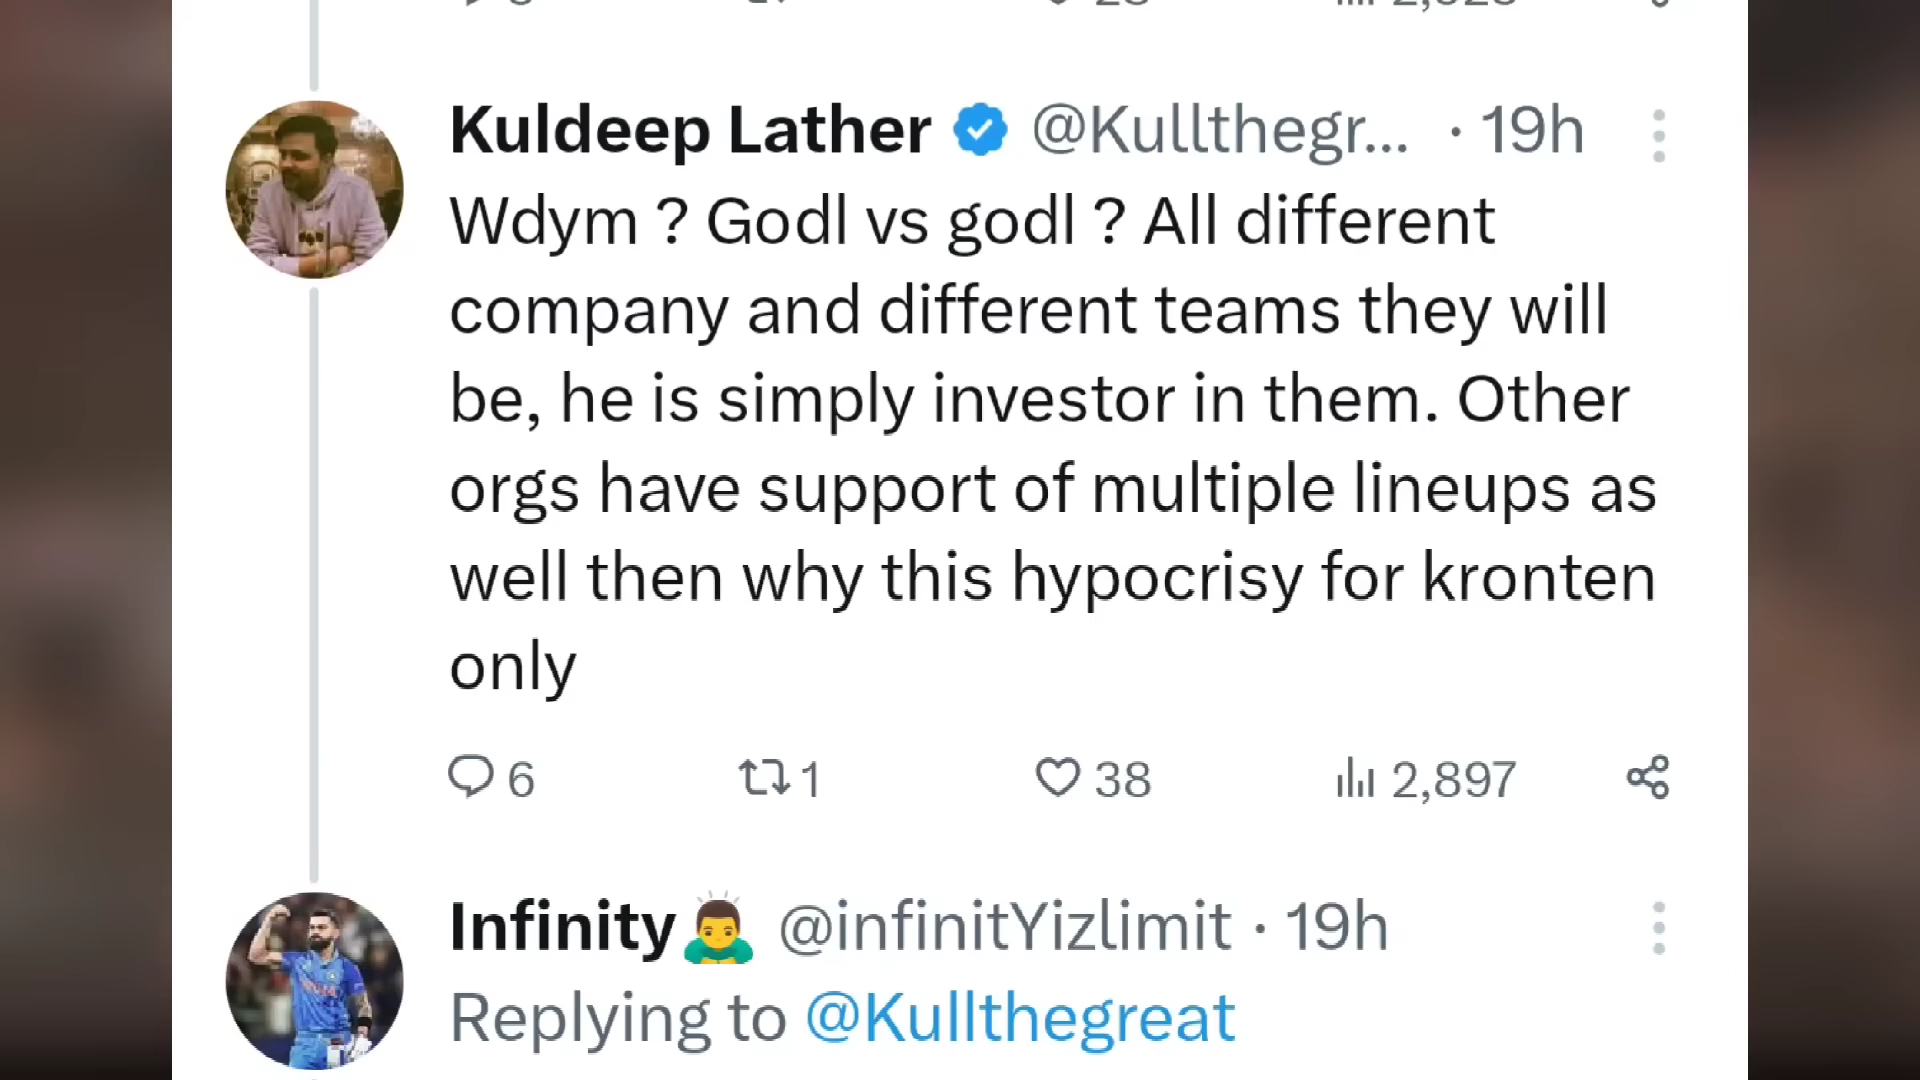 Kuldeep Lather @Kullthegr... · 19h
Wdym ? Godl vs godl ? All different
company and different teams they will
be, he is simply investor in them. Other
orgs have support of multiple lineups as
well then why this hypocrisy for kronten
only
6 1 38 2,897
Infinity @infinitYizlimit · 19h
Replying to @Kullthegreat